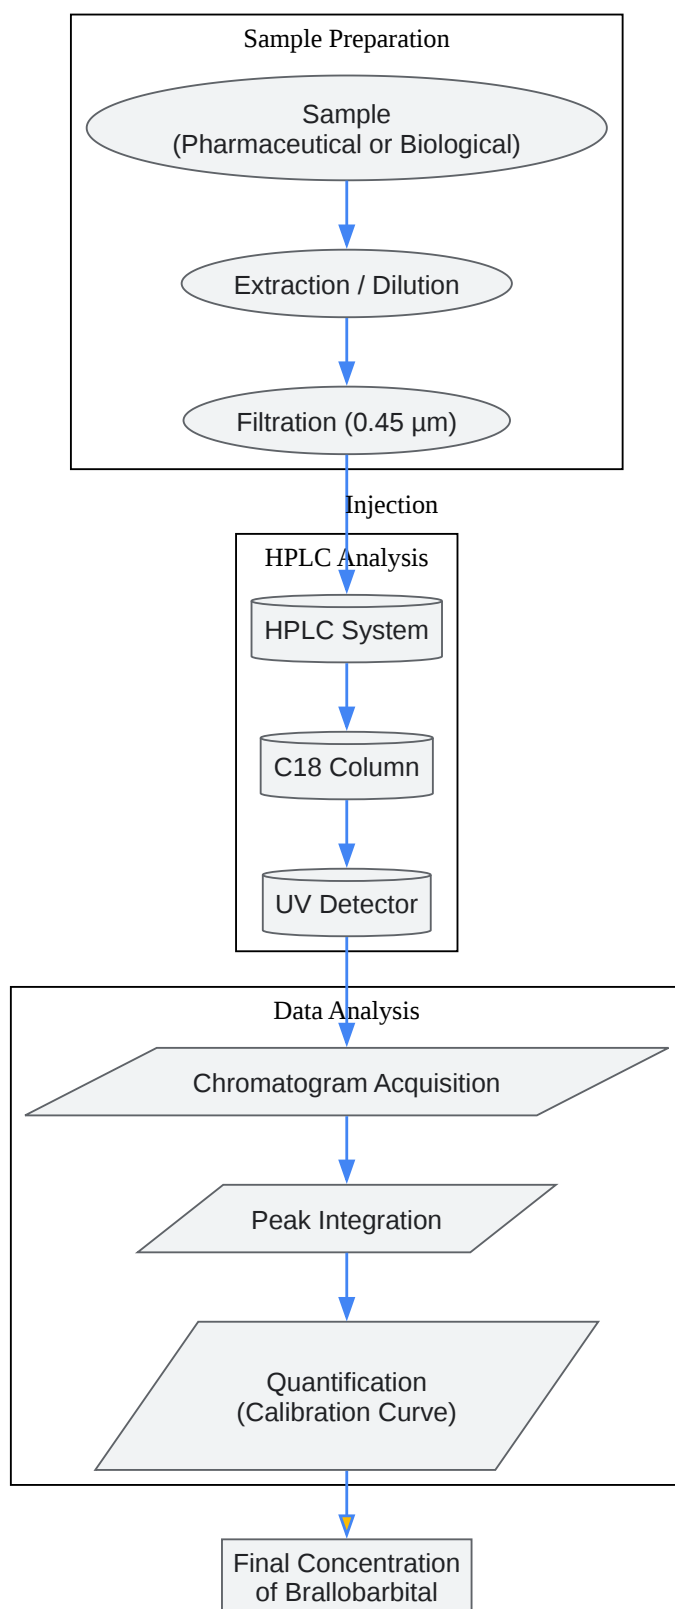 Sample Preparation
Sample
(Pharmaceutical or Biological)
Extraction / Dilution
Filtration (0.45 µm)
Injection
HPLC Analysis
HPLC System
C18 Column
UV Detector
Data Analysis
Chromatogram Acquisition
Peak Integration
Quantification
(Calibration Curve)
Final Concentration
of Brallobarbital